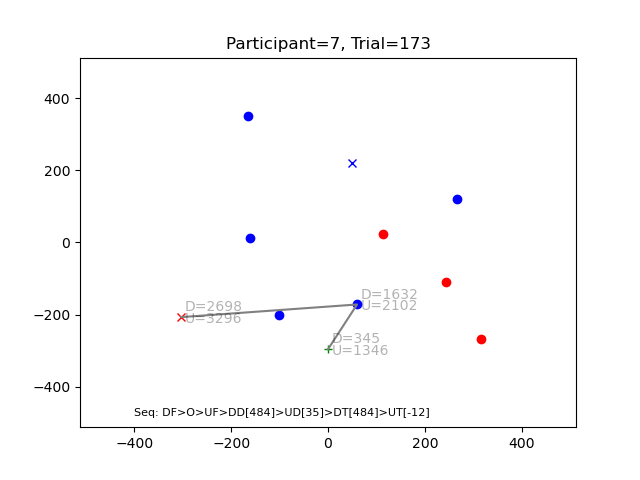 Participant=7, Trial=173
400
200
0
−200
−400
D=2698
U=3296
D=1632
U=2102
D=345
U=1346
Seq: DF>O>UF>DD[484]>UD[35]>DT[484]>UT[-12]
−400
−200
0
200
400